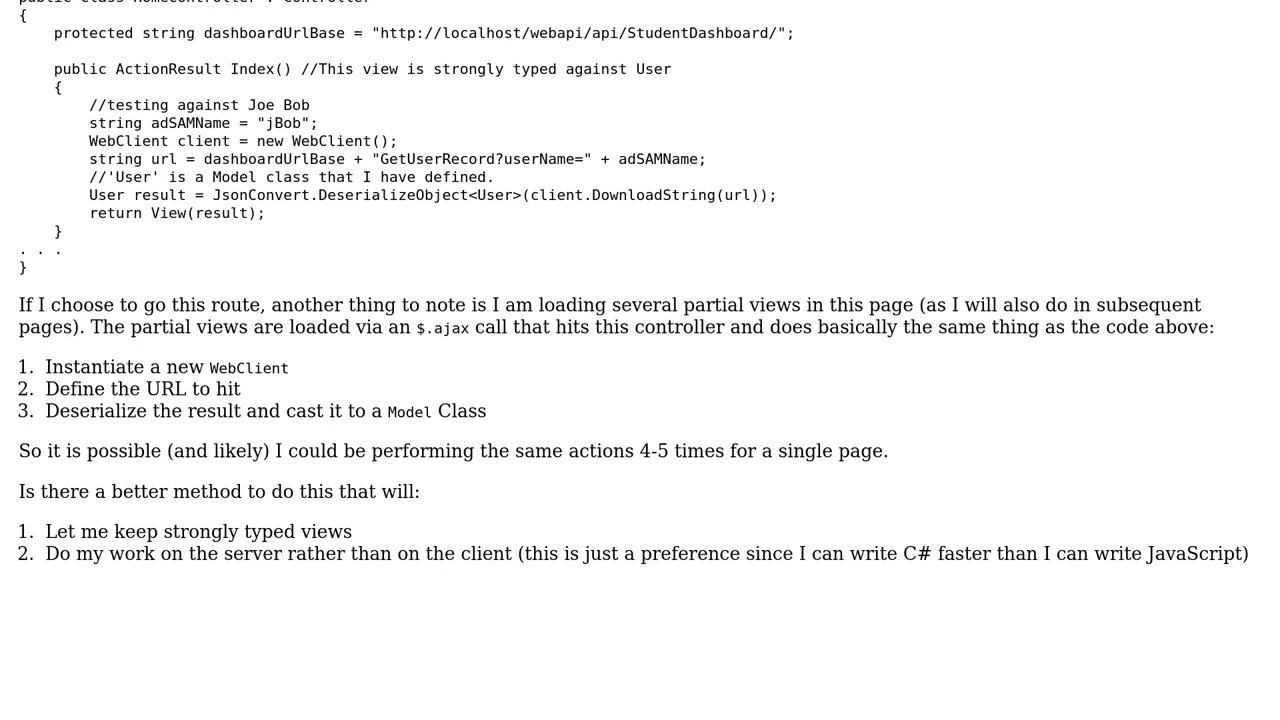 public class HomeController : Controller
{
    protected string dashboardUrlBase = "http://localhost/webapi/api/StudentDashboard/";

    public ActionResult Index() //This view is strongly typed against User
    {
        //testing against Joe Bob
        string adSAMName = "jBob";
        WebClient client = new WebClient();
        string url = dashboardUrlBase + "GetUserRecord?userName=" + adSAMName;
        //'User' is a Model class that I have defined.
        User result = JsonConvert.DeserializeObject<User>(client.DownloadString(url));
        return View(result);
    }
. . .
}
If I choose to go this route, another thing to note is I am loading several partial views in this page (as I will also do in subsequent
pages). The partial views are loaded via an $.ajax call that hits this controller and does basically the same thing as the code above:
1. Instantiate a new WebClient
2. Define the URL to hit
3. Deserialize the result and cast it to a Model Class
So it is possible (and likely) I could be performing the same actions 4-5 times for a single page.
Is there a better method to do this that will:
1. Let me keep strongly typed views
2. Do my work on the server rather than on the client (this is just a preference since I can write C# faster than I can write JavaScript)